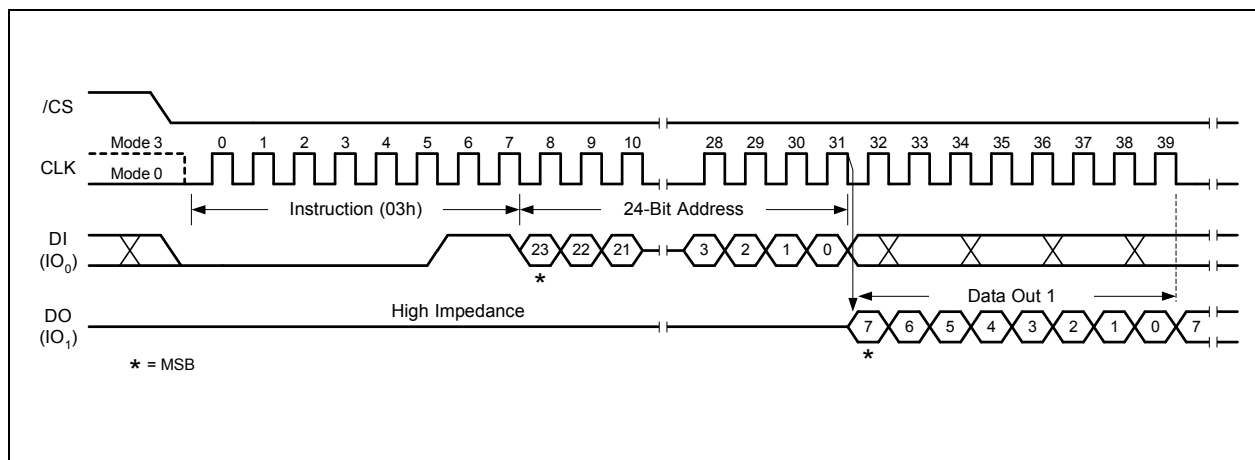 /CS
Mode 3 0 1 2 3 4 5 6 7 8 9 10 28 29 30 31 32 33 34 35 36 37 38 39
CLK
Mode 0
Instruction (03h) 24-Bit Address
DI
(IO0) 23 22 21 3 2 1 0
*
Data Out 1
High Impedance
DO
(IO1) 7 6 5 4 3 2 1 0 7
*
* = MSB